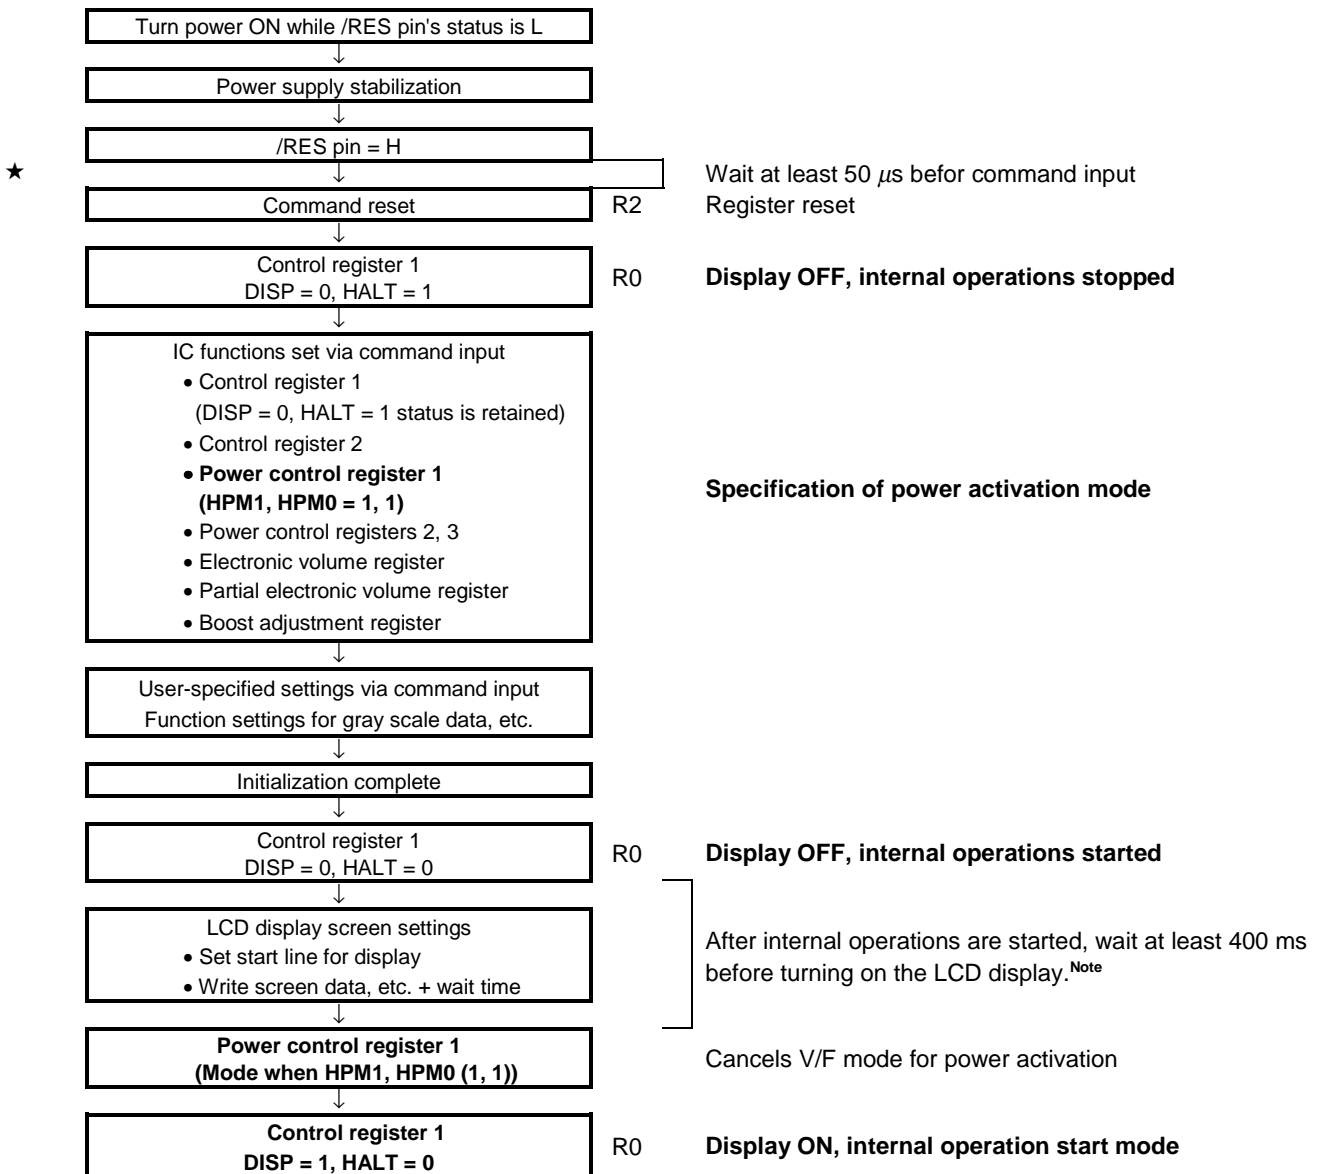 Turn power ON while /RES pin's status is L
↓
Power supply stabilization
↓
/RES pin = H
★ ↓ Wait at least 50 μs befor command input
Command reset R2 Register reset
↓
Control register 1
DISP = 0, HALT = 1 R0 Display OFF, internal operations stopped
↓
IC functions set via command input
• Control register 1
(DISP = 0, HALT = 1 status is retained)
• Control register 2
• Power control register 1
(HPM1, HPM0 = 1, 1) Specification of power activation mode
• Power control registers 2, 3
• Electronic volume register
• Partial electronic volume register
• Boost adjustment register
↓
User-specified settings via command input
Function settings for gray scale data, etc.
↓
Initialization complete
↓
Control register 1
DISP = 0, HALT = 0 R0 Display OFF, internal operations started
↓
LCD display screen settings
• Set start line for display
• Write screen data, etc. + wait time
After internal operations are started, wait at least 400 ms
before turning on the LCD display.Note
↓
Power control register 1
(Mode when HPM1, HPM0 (1, 1)) Cancels V/F mode for power activation
↓
Control register 1
DISP = 1, HALT = 0 R0 Display ON, internal operation start mode